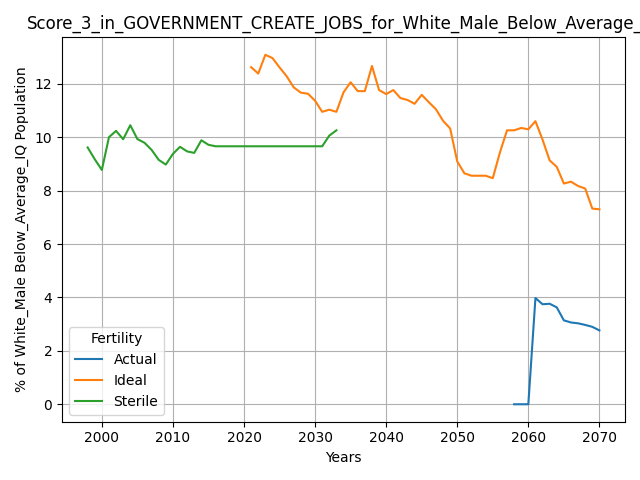 Score_3_in_GOVERNMENT_CREATE_JOBS_for_White_Male_Below_Average_
% of White_Male Below_Average_IQ Population
12
10
8
6
4
2
0
Fertility
Actual
Ideal
Sterile
2000 2010 2020 2030 2040 2050 2060 2070
Years